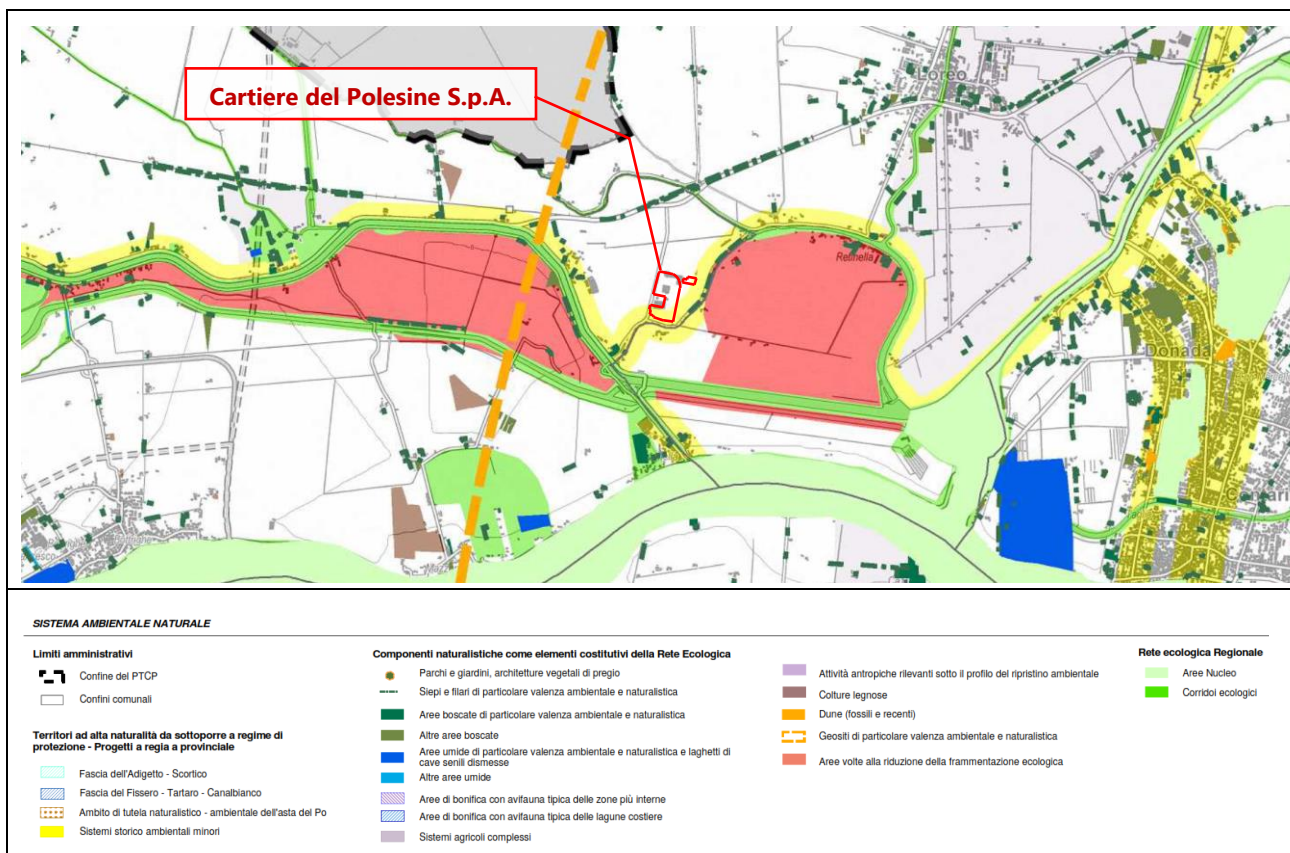 Cartiere del Polesine S.p.A.
Loreo
Retinella
Donada
SISTEMA AMBIENTALE NATURALE
Limiti amministrativi
Confine del PTCP
Confini comunali
Territori ad alta naturalità da sottoporre a regime di
protezione - Progetti a regia a provinciale
Fascia dell'Adigetto - Scortico
Fascia del Fissero - Tartaro - Canalbianco
Ambito di tutela naturalistico - ambientale dell'asta del Po
Sistemi storico ambientali minori
Componenti naturalistiche come elementi costitutivi della Rete Ecologica
Parchi e giardini, architetture vegetali di pregio
Siepi e filari di particolare valenza ambientale e naturalistica
Aree boscate di particolare valenza ambientale e naturalistica
Altre aree boscate
Aree umide di particolare valenza ambientale e naturalistica e laghetti di
cave senili dismesse
Altre aree umide
Aree di bonifica con avifauna tipica delle zone più interne
Aree di bonifica con avifauna tipica delle lagune costiere
Sistemi agricoli complessi
Attività antropiche rilevanti sotto il profilo del ripristino ambientale
Colture legnose
Dune (fossili e recenti)
Geositi di particolare valenza ambientale e naturalistica
Aree volte alla riduzione della frammentazione ecologica
Rete ecologica Regionale
Aree Nucleo
Corridoi ecologici